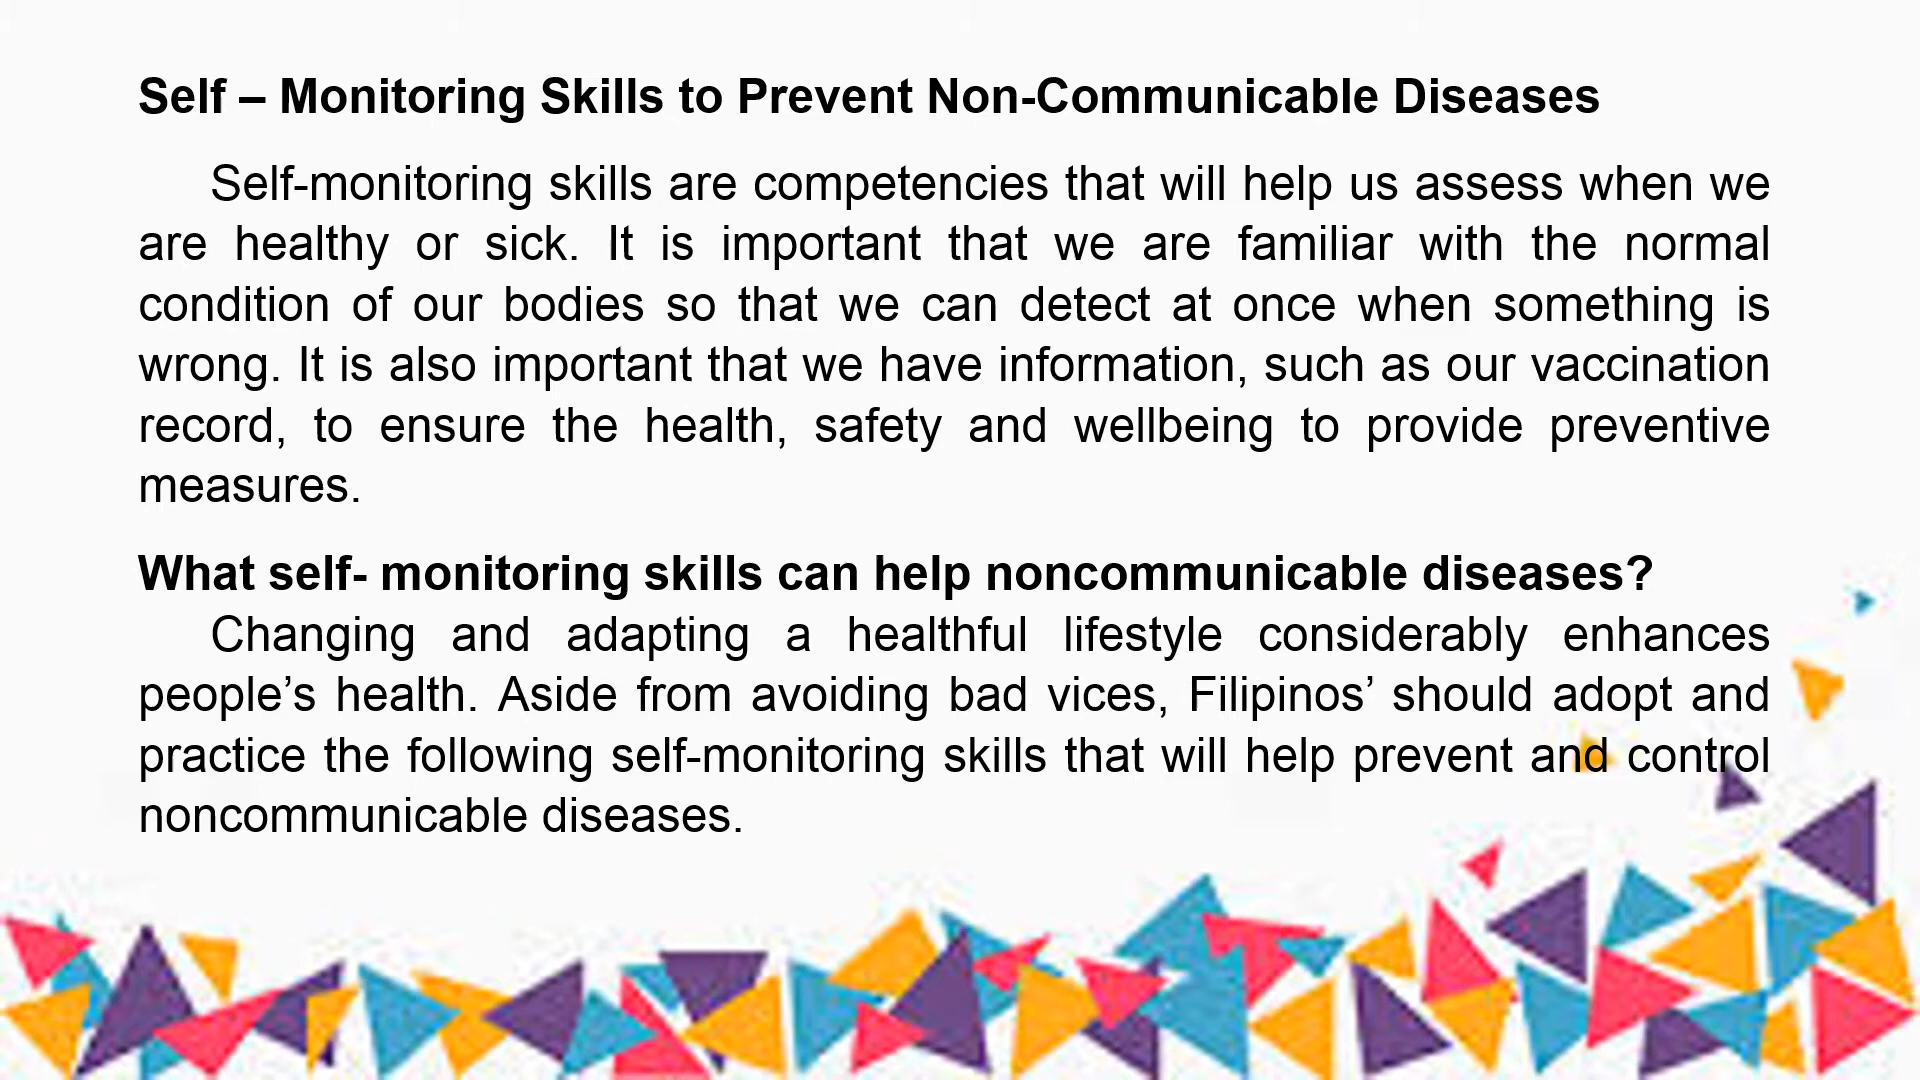 Self – Monitoring Skills to Prevent Non-Communicable Diseases
Self-monitoring skills are competencies that will help us assess when we
are healthy or sick. It is important that we are familiar with the normal
condition of our bodies so that we can detect at once when something is
wrong. It is also important that we have information, such as our vaccination
record, to ensure the health, safety and wellbeing to provide preventive
measures.
What self- monitoring skills can help noncommunicable diseases?
Changing and adapting a healthful lifestyle considerably enhances
people’s health. Aside from avoiding bad vices, Filipinos’ should adopt and
practice the following self-monitoring skills that will help prevent and control
noncommunicable diseases.